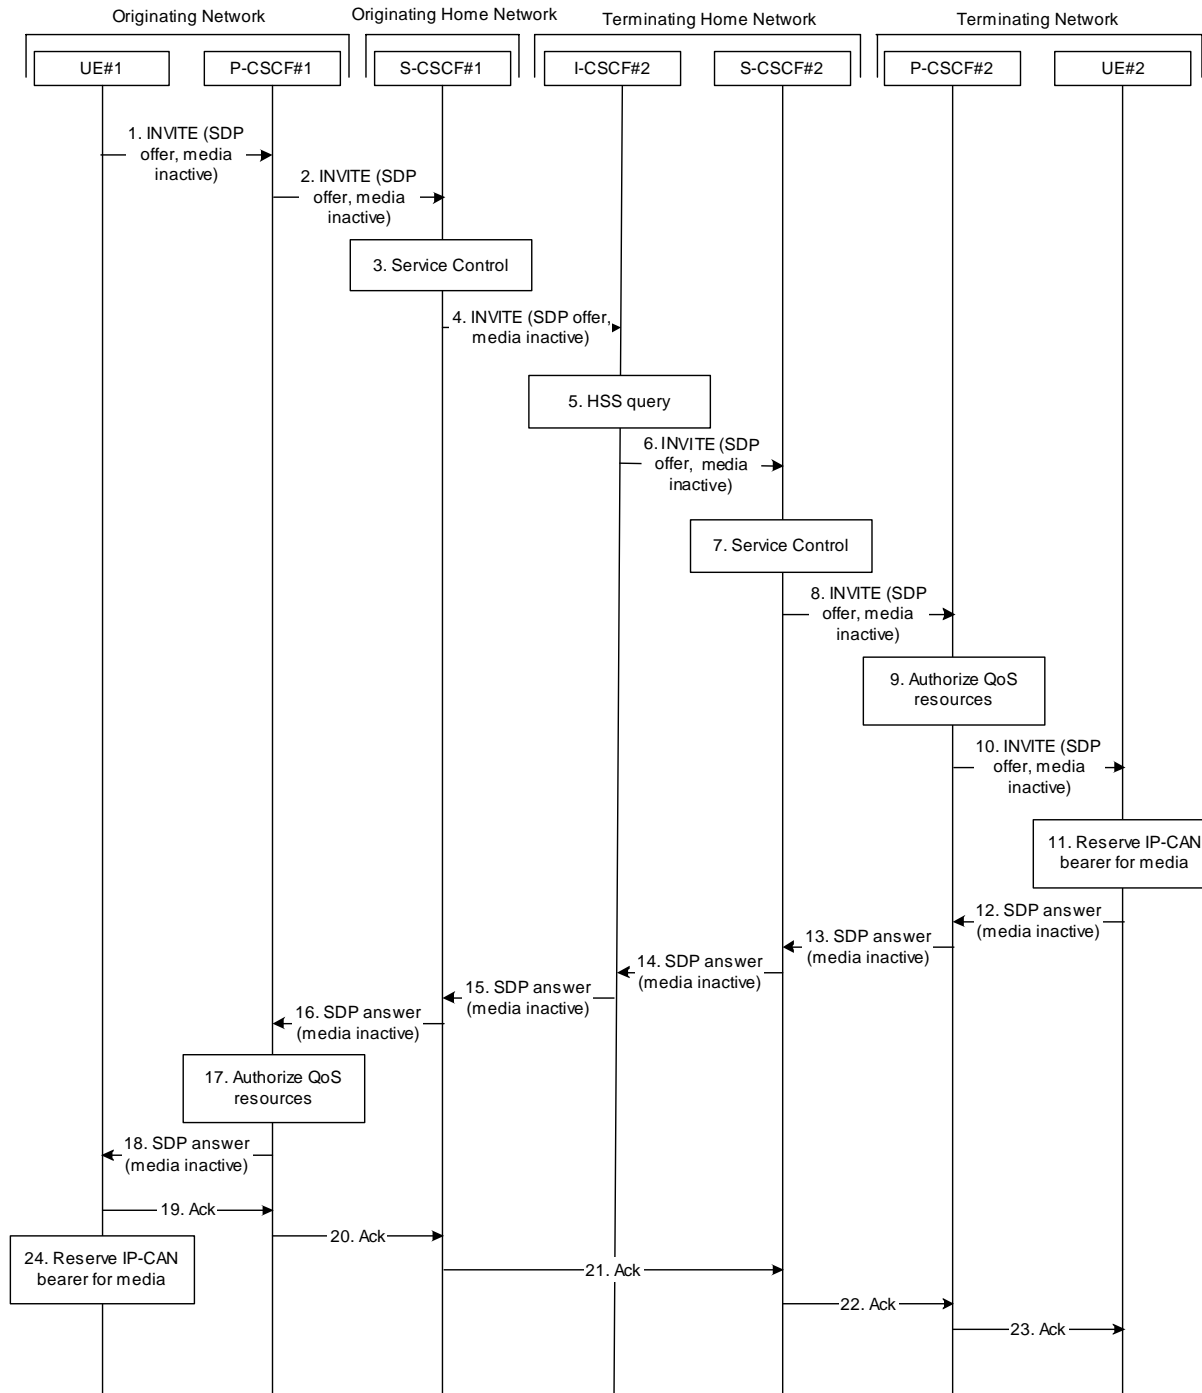 Originating Network
Originating Home Network
Terminating Home Network
Terminating Network
UE#1
P-CSCF#1
S-CSCF#1
I-CSCF#2
S-CSCF#2
P-CSCF#2
UE#2
1. INVITE (SDP
offer, media
inactive)
2. INVITE (SDP
offer, media
inactive)
3. Service Control
4. INVITE (SDP offer,
media inactive)
5. HSS query
6. INVITE (SDP
offer, media
inactive)
7. Service Control
8. INVITE (SDP
offer, media
inactive)
9. Authorize QoS
resources
10. INVITE (SDP
offer, media
inactive)
11. Reserve IP-CAN
bearer for media
12. SDP answer
(media inactive)
13. SDP answer
(media inactive)
14. SDP answer
(media inactive)
15. SDP answer
(media inactive)
16. SDP answer
(media inactive)
17. Authorize QoS
resources
18. SDP answer
(media inactive)
19. Ack
20. Ack
24. Reserve IP-CAN
bearer for media
21. Ack
22. Ack
23. Ack